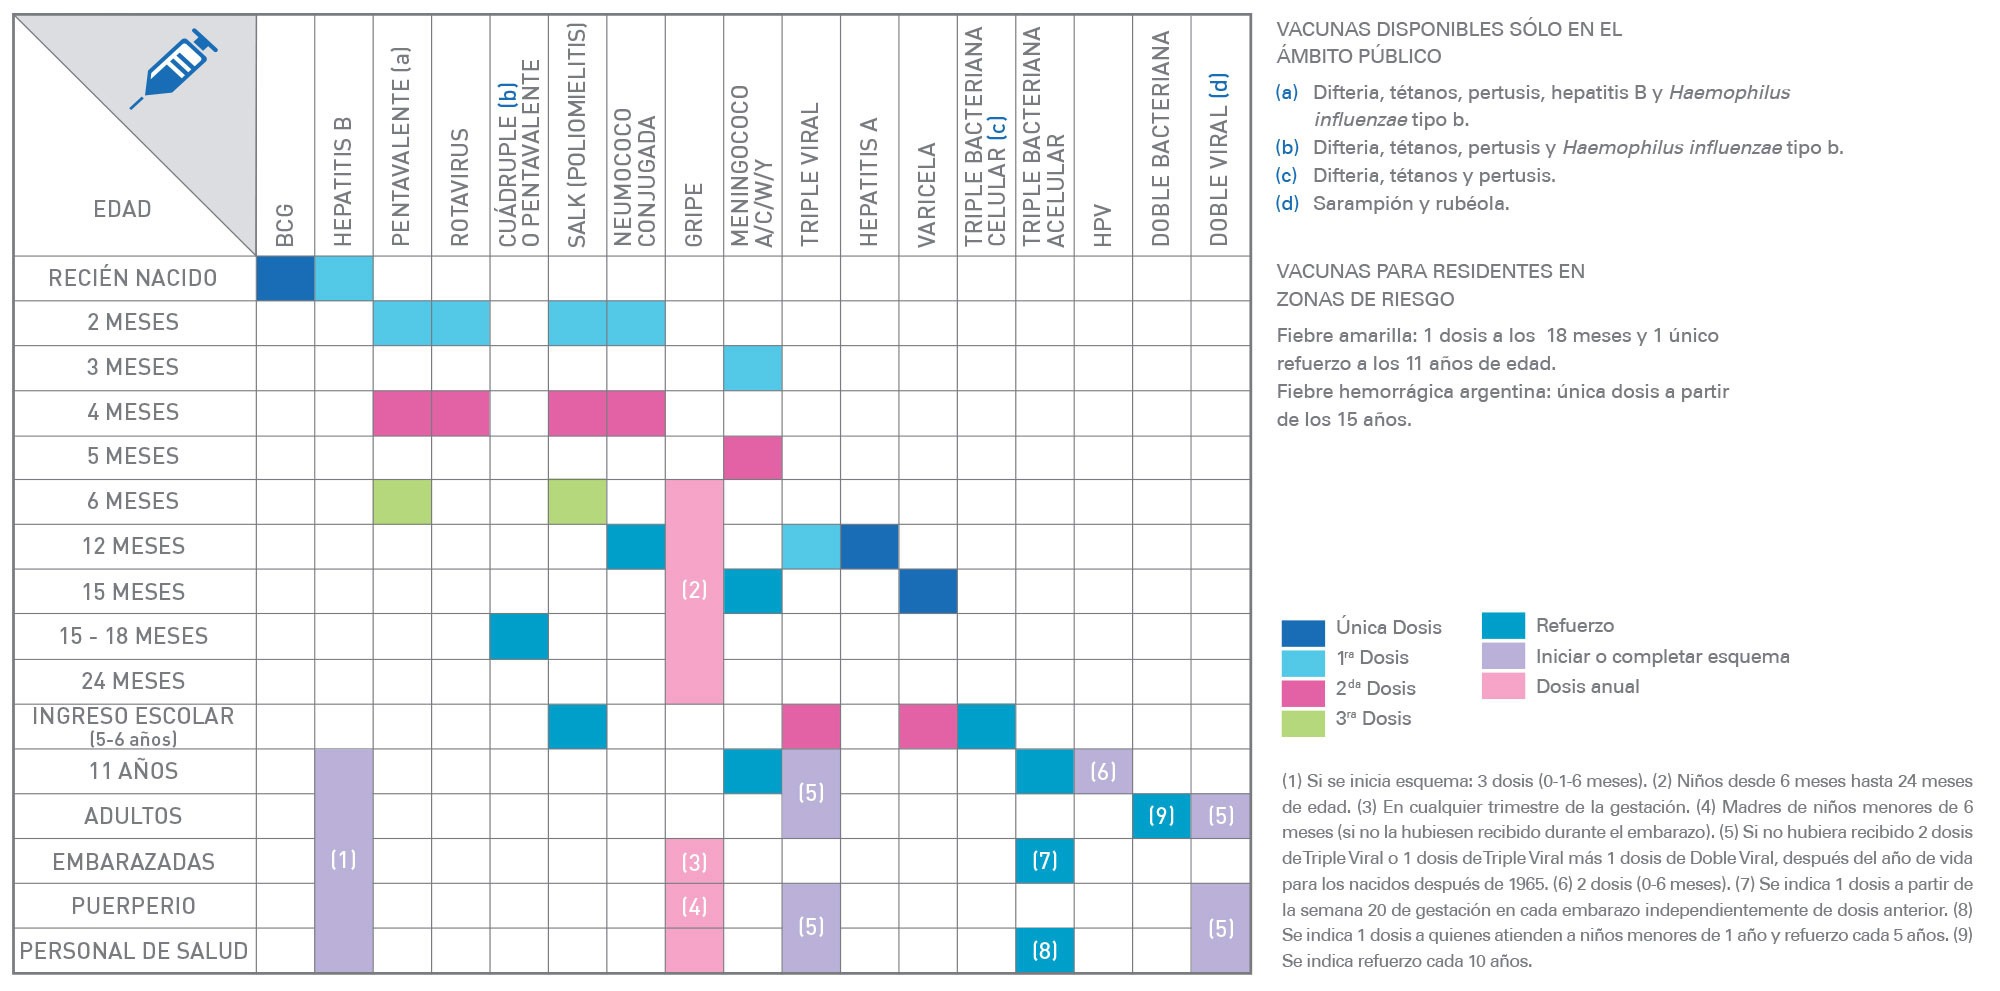 EDAD
BCG
HEPATITIS B
PENTAVALENTE (a)
ROTAVIRUS
CUÁDRUPLE (b)
O PENTAVALENTE
SALK (POLIOMIELITIS)
NEUMOCOCO
CONJUGADA
GRIPE
MENINGOCOCO
A/C/W/Y
TRIPLE VIRAL
HEPATITIS A
VARICELA
TRIPLE BACTERIANA
CELULAR (c)
TRIPLE BACTERIANA
ACELULAR
HPV
DOBLE BACTERIANA
DOBLE VIRAL (d)
RECIÉN NACIDO
2 MESES
3 MESES
4 MESES
5 MESES
6 MESES
12 MESES
15 MESES
(2)
15 - 18 MESES
24 MESES
INGRESO ESCOLAR
(5-6 años)
11 AÑOS
(6)
(5)
ADULTOS
(9)
(5)
EMBARAZADAS
(1)
(3)
(7)
PUERPERIO
(4)
(5)
(5)
PERSONAL DE SALUD
(8)
VACUNAS DISPONIBLES SÓLO EN EL
ÁMBITO PÚBLICO
(a) Difteria, tétanos, pertusis, hepatitis B y Haemophilus
influenzae tipo b.
(b) Difteria, tétanos, pertusis y Haemophilus influenzae tipo b.
(c) Difteria, tétanos y pertusis.
(d) Sarampión y rubéola.
VACUNAS PARA RESIDENTES EN
ZONAS DE RIESGO
Fiebre amarilla: 1 dosis a los 18 meses y 1 único
refuerzo a los 11 años de edad.
Fiebre hemorrágica argentina: única dosis a partir
de los 15 años.
Única Dosis
1ra Dosis
2da Dosis
3ra Dosis
Refuerzo
Iniciar o completar esquema
Dosis anual
(1) Si se inicia esquema: 3 dosis (0-1-6 meses). (2) Niños desde 6 meses hasta 24 meses
de edad. (3) En cualquier trimestre de la gestación. (4) Madres de niños menores de 6
meses (si no la hubiesen recibido durante el embarazo). (5) Si no hubiera recibido 2 dosis
de Triple Viral o 1 dosis de Triple Viral más 1 dosis de Doble Viral, después del año de vida
para los nacidos después de 1965. (6) 2 dosis (0-6 meses). (7) Se indica 1 dosis a partir de
la semana 20 de gestación en cada embarazo independientemente de dosis anterior. (8)
Se indica 1 dosis a quienes atienden a niños menores de 1 año y refuerzo cada 5 años. (9)
Se indica refuerzo cada 10 años.